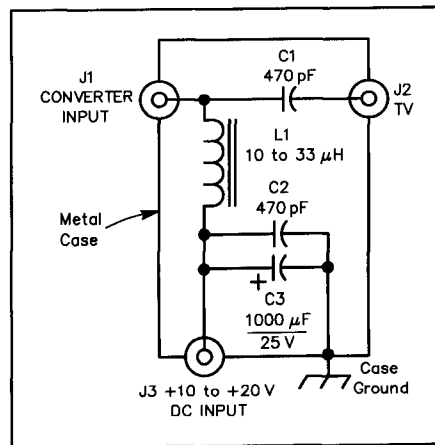 C1
470 pF
J1
CONVERTER
INPUT
J2
TV
L1
10 to 33 μH
C2
470 pF
Metal
Case
+
C3
1000 μF
25 V
Case
Ground
J3 +10 to +20 V
DC INPUT